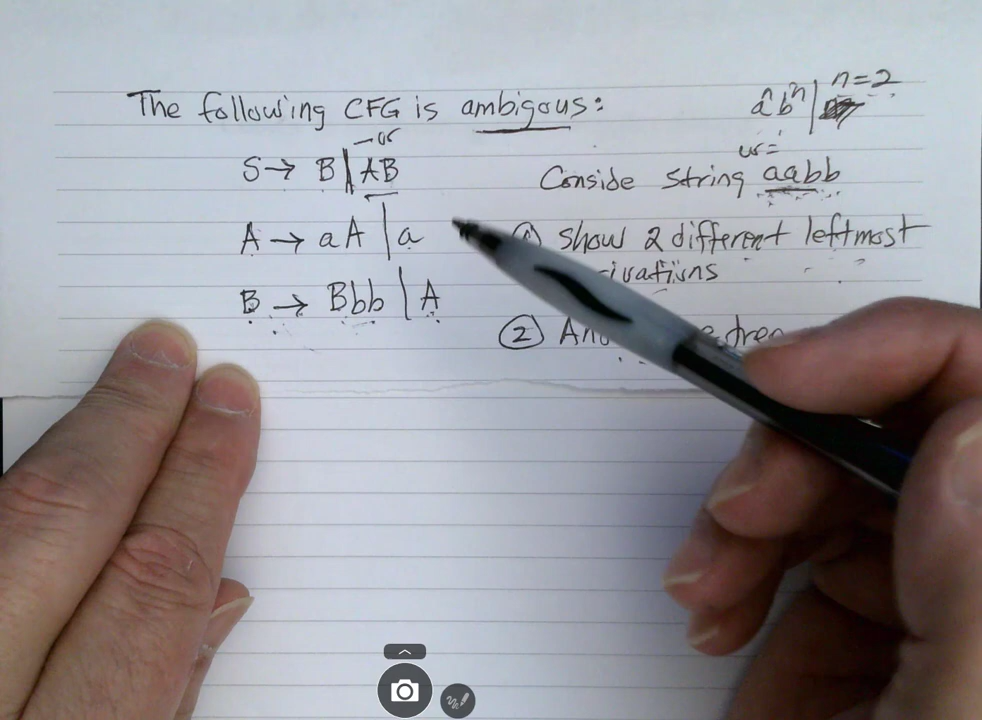 The following CFG is ambigous:
a^n b^n | n=2
— or
S → B | AB
w=
Conside string aabb
A → aA | a
show 2 different leftmost
B → Bbb | A
②